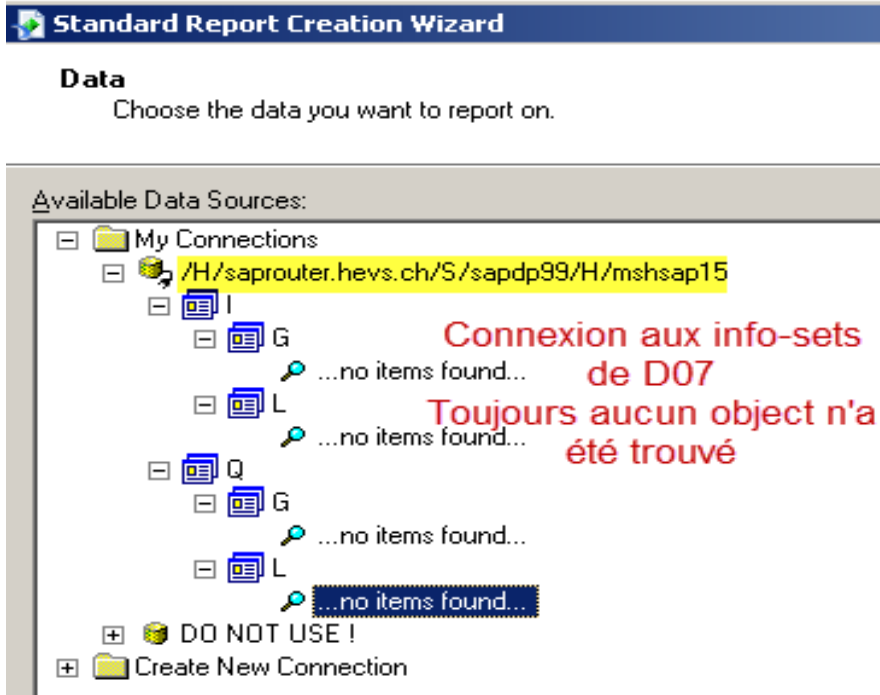 Standard Report Creation Wizard
Data
Choose the data you want to report on.
Available Data Sources:
My Connections
/H/saprouter.hevs.ch/S/sapdp99/H/mshsap15
I
G
...no items found...
L
...no items found...
Q
G
...no items found...
L
...no items found...
DO NOT USE !
Create New Connection
Connexion aux info-sets
de D07
Toujours aucun object n'a
été trouvé